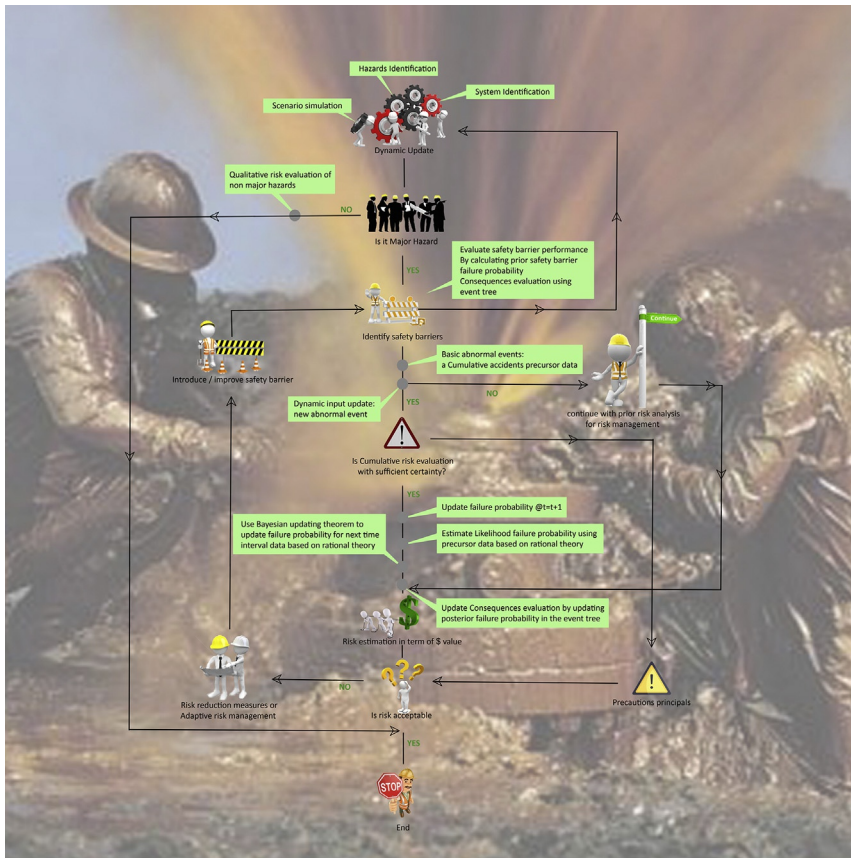 Hazards Identification
System Identification
Scenario simulation
Dynamic Update
Qualitative risk evaluation of
non major hazards
NO
Is it Major Hazard
YES
Evaluate safety barrier performance
By calculating prior safety barrier
failure probability
Consequences evaluation using
event tree
Continue
Identify safety barriers
Basic abnormal events:
a Cumulative accidents precursor data
Introduce / improve safety barrier
NO
Dynamic input update:
new abnormal event
YES
continue with prior risk analysis
for risk management
Is Cumulative risk evaluation
with sufficient certainty?
YES
Update failure probability @t=t+1
Use Bayesian updating theorem to
update failure probability for next time
interval data based on rational theory
Estimate Likelihood failure probability using
precursor data based on rational theory
Update Consequences evaluation by updating
posterior failure probability in the event tree
$
Risk estimation in term of $ value
???
NO
Risk reduction measures or
Adaptive risk management
Is risk acceptable
Precautions principals
YES
STOP
End